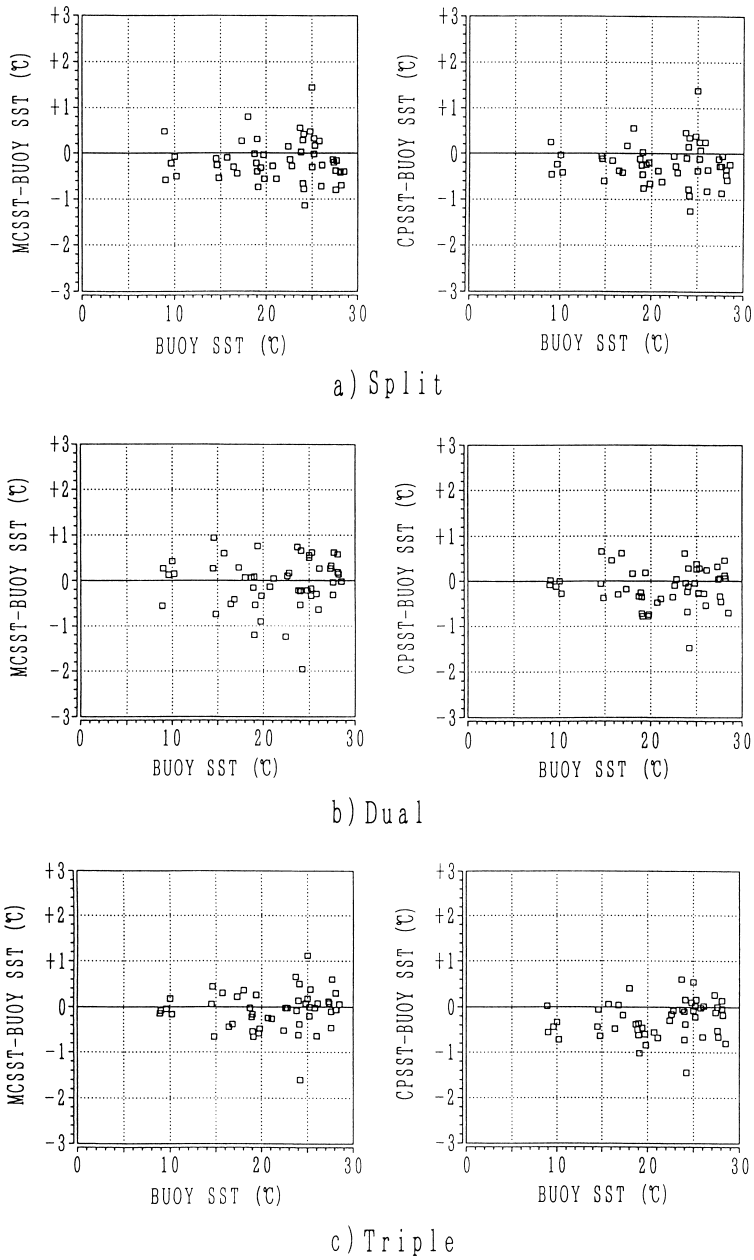 MCSST-BUOY SST (℃)
+3
+2
+1
0
-1
-2
-3
0 10 20 30
BUOY SST (℃)
CPSST-BUOY SST (℃)
+3
+2
+1
0
-1
-2
-3
0 10 20 30
BUOY SST (℃)
a) Split
MCSST-BUOY SST (℃)
+3
+2
+1
0
-1
-2
-3
0 10 20 30
BUOY SST (℃)
CPSST-BUOY SST (℃)
+3
+2
+1
0
-1
-2
-3
0 10 20 30
BUOY SST (℃)
b) Dual
MCSST-BUOY SST (℃)
+3
+2
+1
0
-1
-2
-3
0 10 20 30
BUOY SST (℃)
CPSST-BUOY SST (℃)
+3
+2
+1
0
-1
-2
-3
0 10 20 30
BUOY SST (℃)
c) Triple